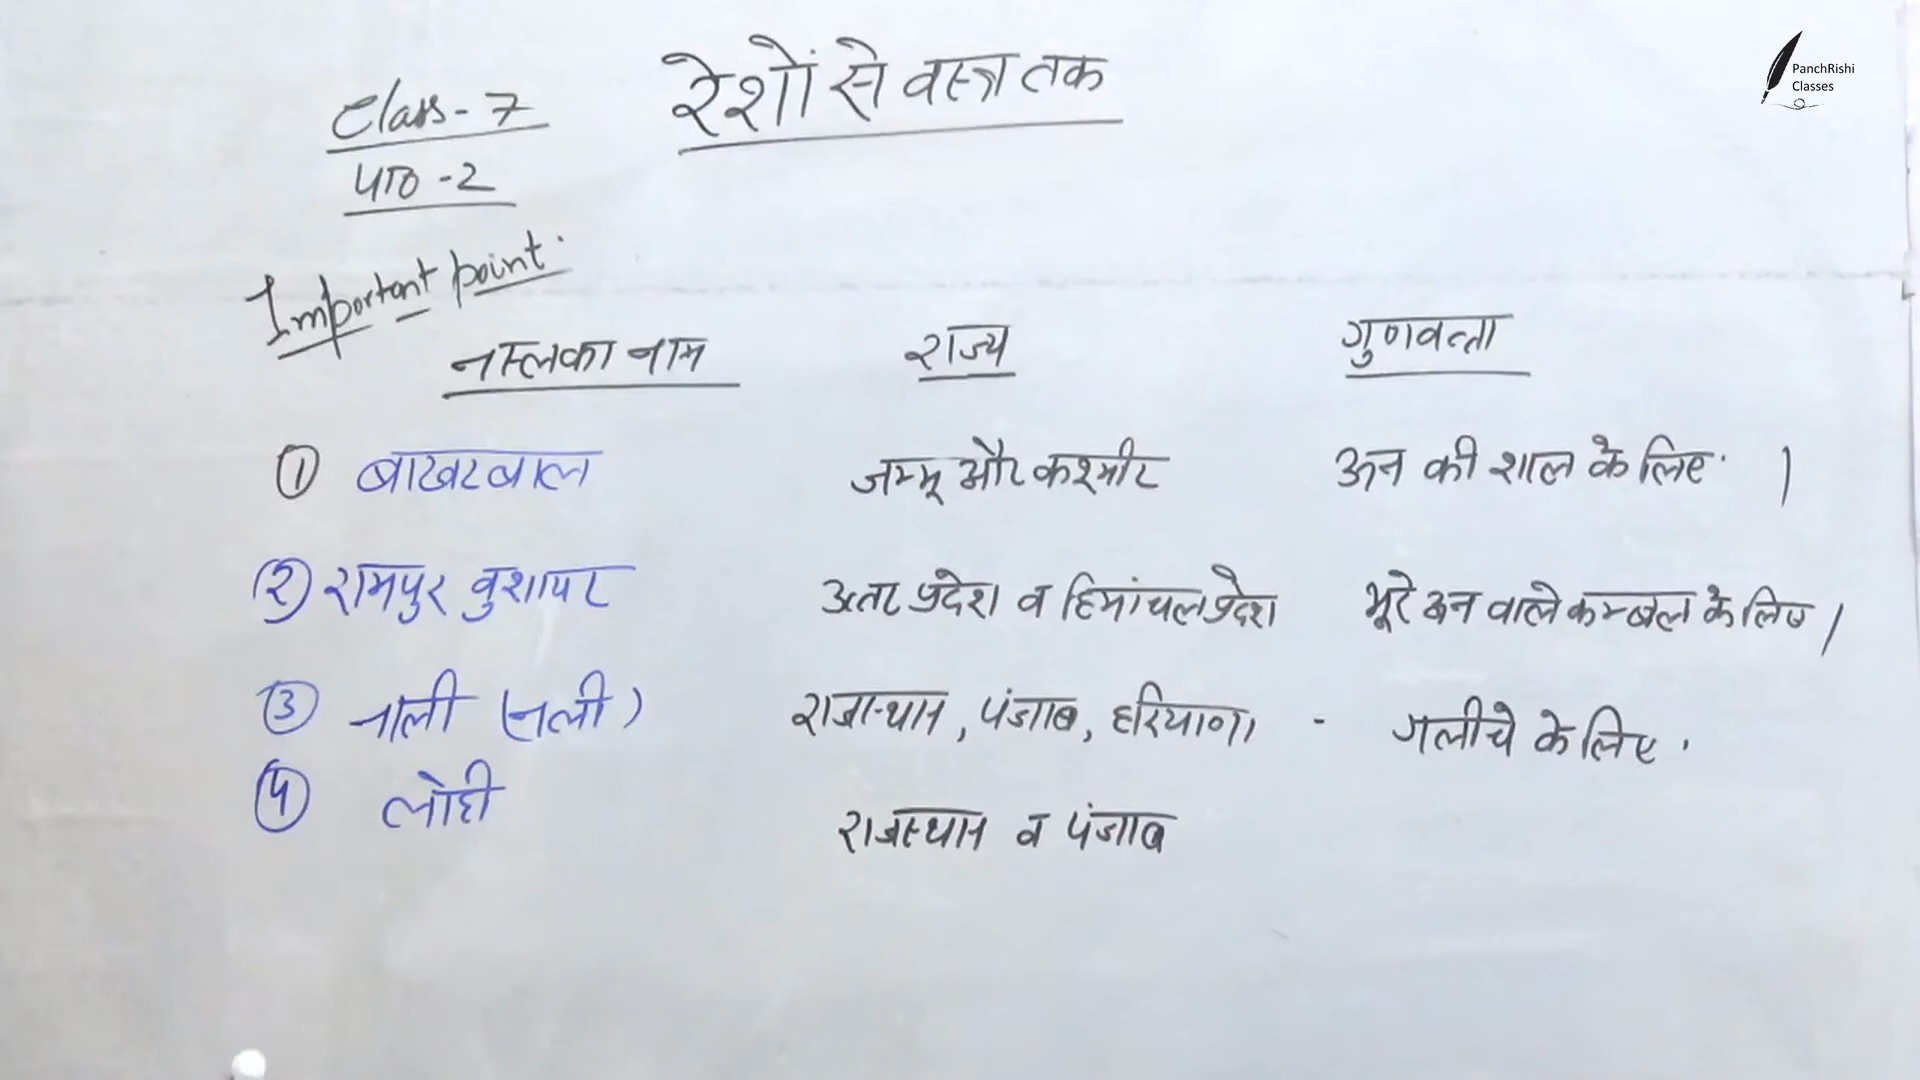 PanchRishi
Classes
रेशों से वस्त्र तक
Class-7
पाठ-2
Important point.
नस्ल का नाम राज्य गुणवत्ता
① बाखरवाल जम्मू और कश्मीर ऊन की शाल के लिए ।
② रामपुर वुशायर उत्तर प्रदेश व हिमांचल प्रदेश भूरे ऊन वाले कम्बल के लिए ।
③ नाली (नली) राजस्थान, पंजाब, हरियाणा - गलीचे के लिए .
④ लोही राजस्थान व पंजाब